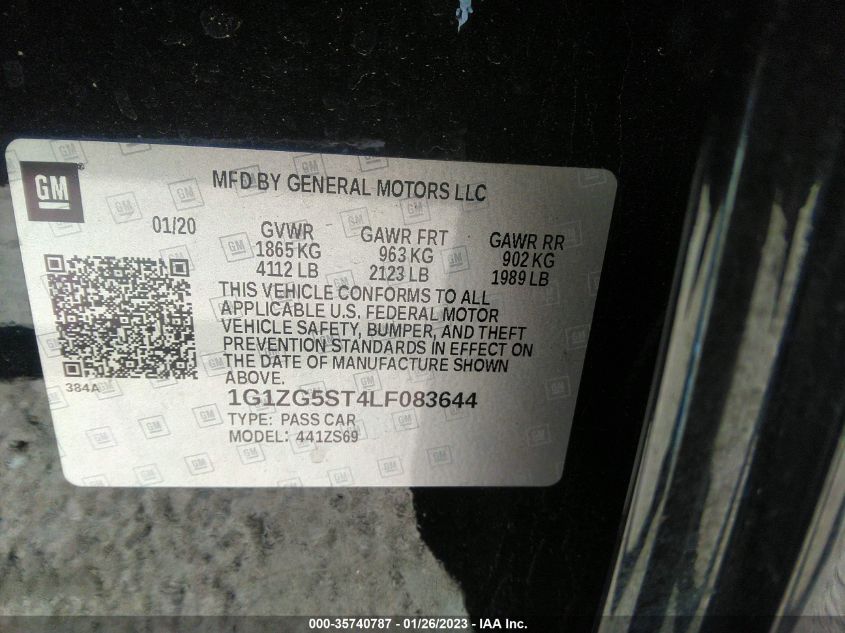 GM
MFD BY GENERAL MOTORS LLC
01/20
GVWR
1865 KG
4112 LB
GAWR FRT
963 KG
2123 LB
GAWR RR
902 KG
1989 LB
THIS VEHICLE CONFORMS TO ALL
APPLICABLE U.S. FEDERAL MOTOR
VEHICLE SAFETY, BUMPER, AND THEFT
PREVENTION STANDARDS IN EFFECT ON
THE DATE OF MANUFACTURE SHOWN
ABOVE.
384A
1G1ZG5ST4LF083644
TYPE: PASS CAR
MODEL: 441ZS69
000-35740787 — 01/26/2023 — IAA Inc.